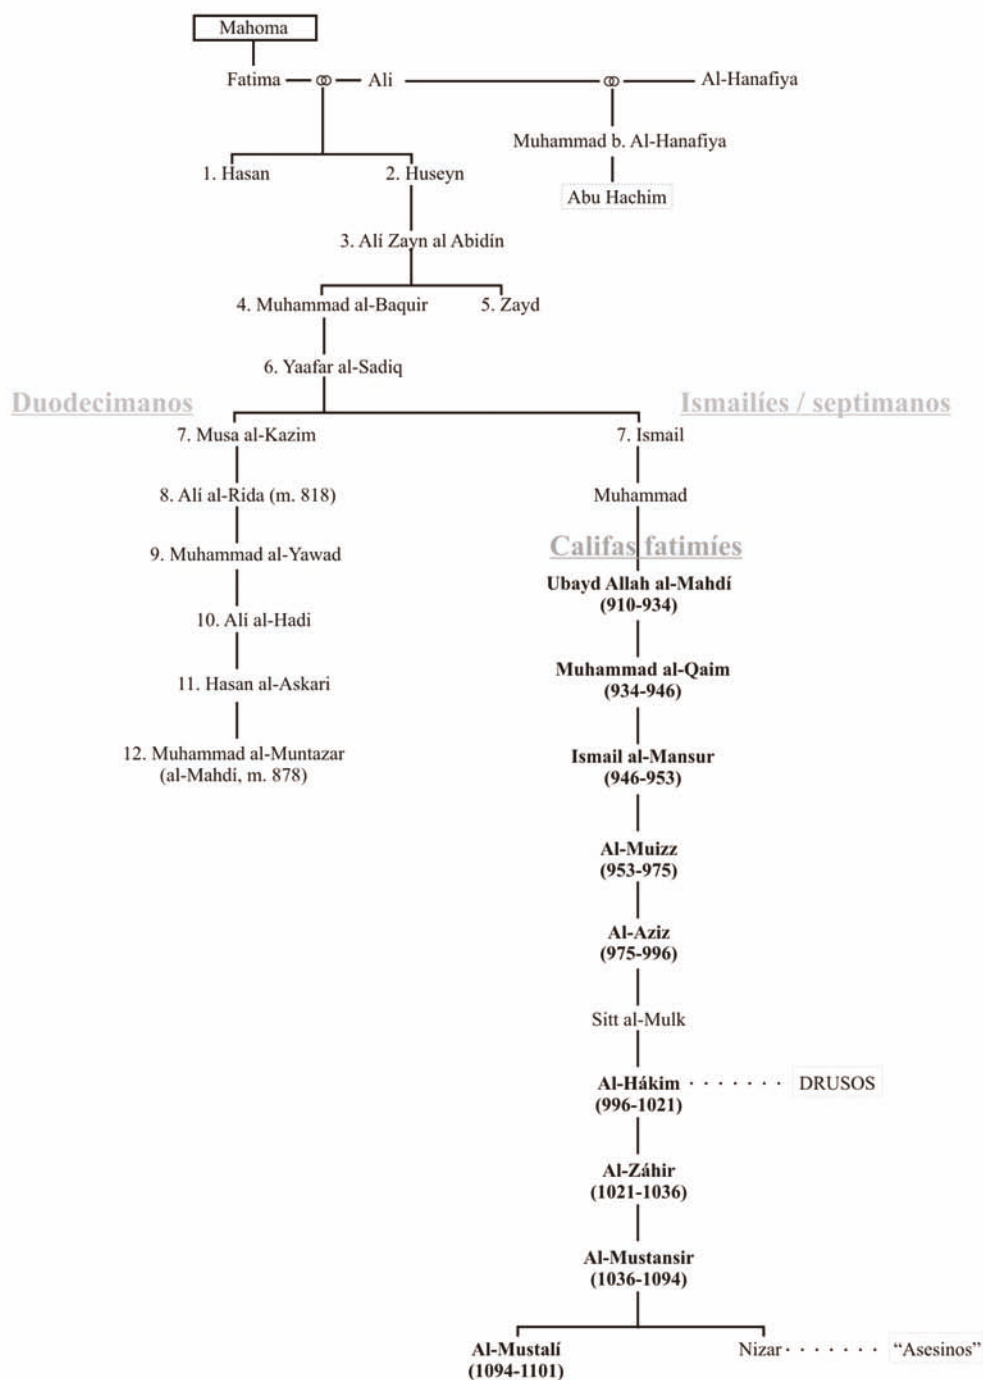 Mahoma
Fatima
Ali
Al-Hanafiya
Muhammad b. Al-Hanafiya
1. Hasan
2. Huseyn
Abu Hachim
3. Alí Zayn al Abidín
4. Muhammad al-Baquir
5. Zayd
6. Yaafar al-Sadiq
Duodecimanos
Ismailíes / septimanos
7. Musa al-Kazim
7. Ismail
8. Alí al-Rida (m. 818)
Muhammad
9. Muhammad al-Yawad
Califas fatimíes
Ubayd Allah al-Mahdí
(910-934)
10. Alí al-Hadi
Muhammad al-Qaim
(934-946)
11. Hasan al-Askari
12. Muhammad al-Muntazar
(al-Mahdí, m. 878)
Ismail al-Mansur
(946-953)
Al-Muizz
(953-975)
Al-Aziz
(975-996)
Sitt al-Mulk
Al-Hákim
(996-1021)
DRUSOS
Al-Záhir
(1021-1036)
Al-Mustansir
(1036-1094)
Al-Mustalí
(1094-1101)
Nizar
“Asesinos”